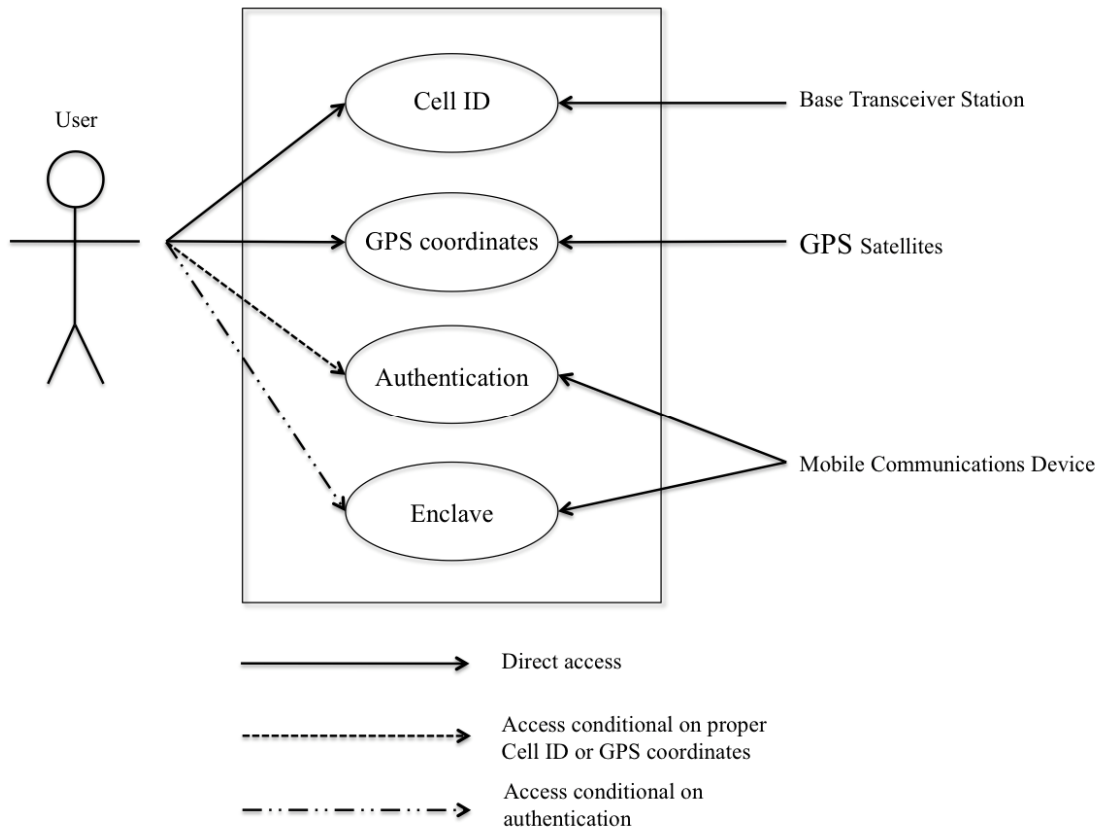 User
Cell ID
Base Transceiver Station
GPS coordinates
GPS Satellites
Authentication
Mobile Communications Device
Enclave
Direct access
Access conditional on proper
Cell ID or GPS coordinates
Access conditional on
authentication